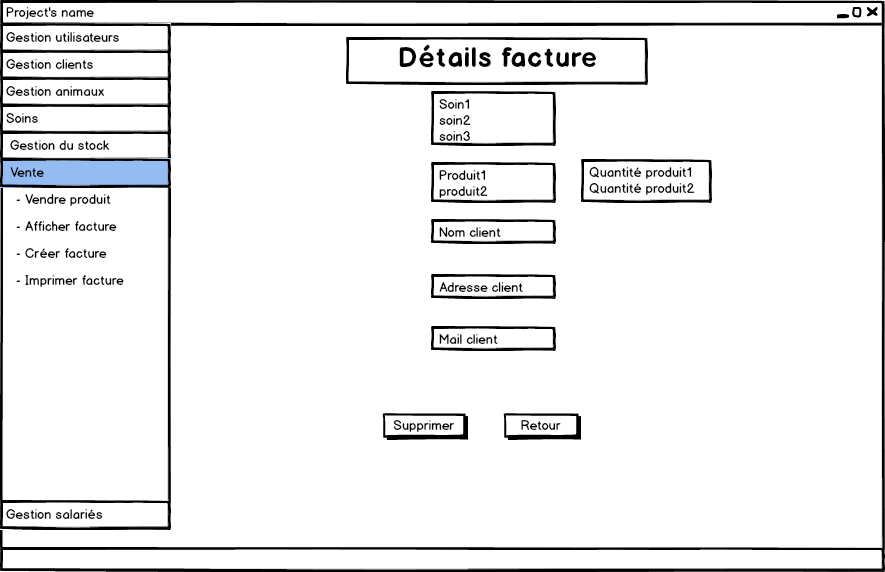 Project's name
Gestion utilisateurs
Gestion clients
Gestion animaux
Soins
Gestion du stock
Vente
- Vendre produit
- Afficher facture
- Créer facture
- Imprimer facture
Gestion salariés
Détails facture
Soin1
soin2
soin3
Produit1
produit2
Quantité produit1
Quantité produit2
Nom client
Adresse client
Mail client
Supprimer
Retour